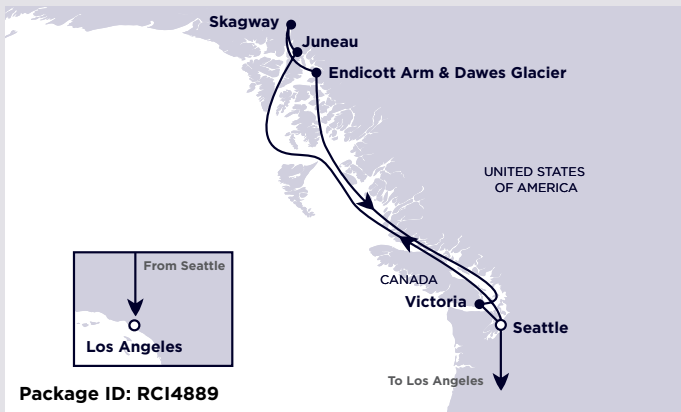 Skagway
Juneau
Endicott Arm & Dawes Glacier
UNITED STATES
OF AMERICA
From Seattle
CANADA
Victoria
Seattle
Los Angeles
To Los Angeles
Package ID: RCI4889